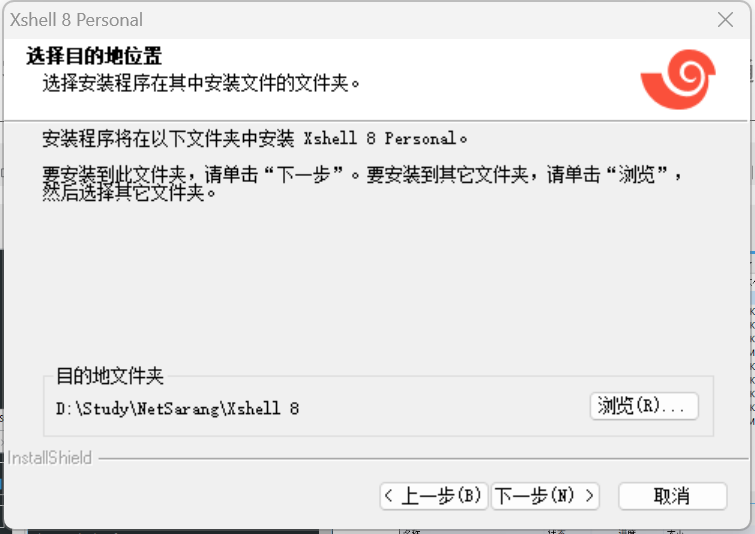 Xshell 8 Personal
选择目的地位置
选择安装程序在其中安装文件的文件夹。
安装程序将在以下文件夹中安装 Xshell 8 Personal。
要安装到此文件夹，请单击“下一步”。要安装到其它文件夹，请单击“浏览”，
然后选择其它文件夹。
目的地文件夹
D:\Study\NetSarang\Xshell 8
浏览(R)...
InstallShield
< 上一步(B) 下一步(N) > 取消